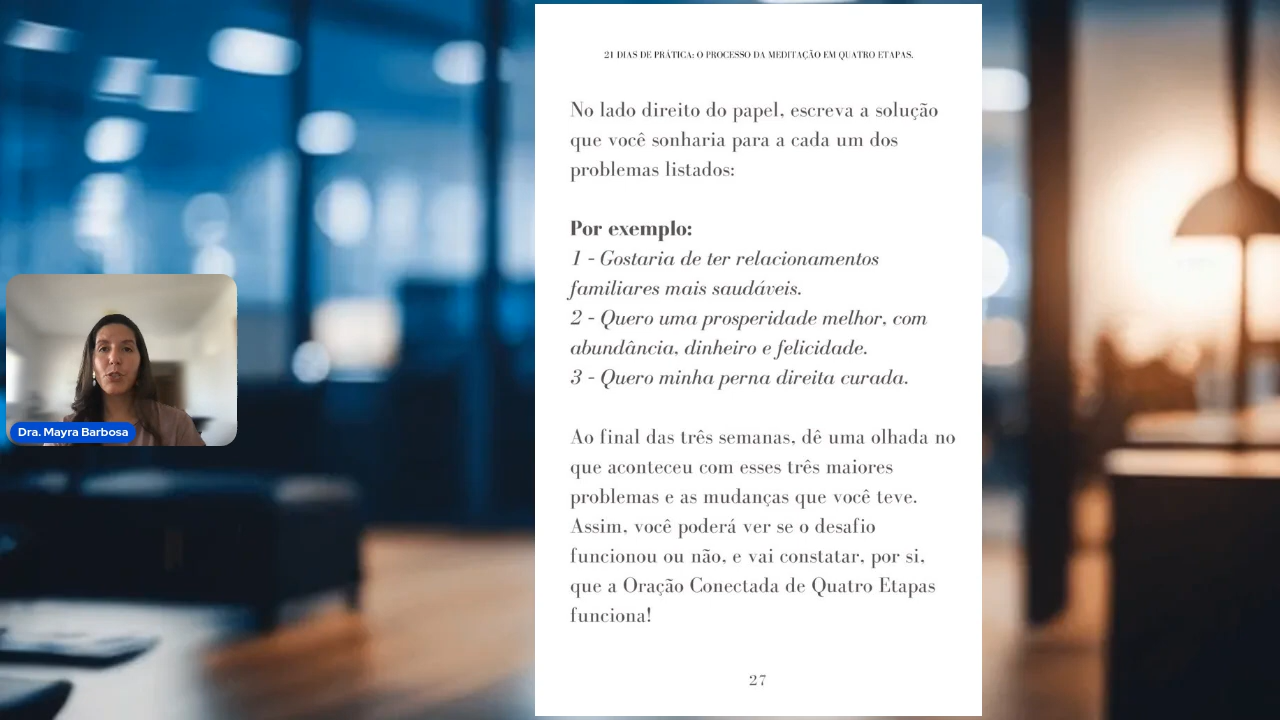 21 DIAS DE PRÁTICA: O PROCESSO DA MEDITAÇÃO EM QUATRO ETAPAS.
No lado direito do papel, escreva a solução
que você sonharia para a cada um dos
problemas listados:
Por exemplo:
1 - Gostaria de ter relacionamentos
familiares mais saudáveis.
2 - Quero uma prosperidade melhor, com
abundância, dinheiro e felicidade.
3 - Quero minha perna direita curada.
Ao final das três semanas, dê uma olhada no
que aconteceu com esses três maiores
problemas e as mudanças que você teve.
Assim, você poderá ver se o desafio
funcionou ou não, e vai constatar, por si,
que a Oração Conectada de Quatro Etapas
funciona!
27
Dra. Mayra Barbosa